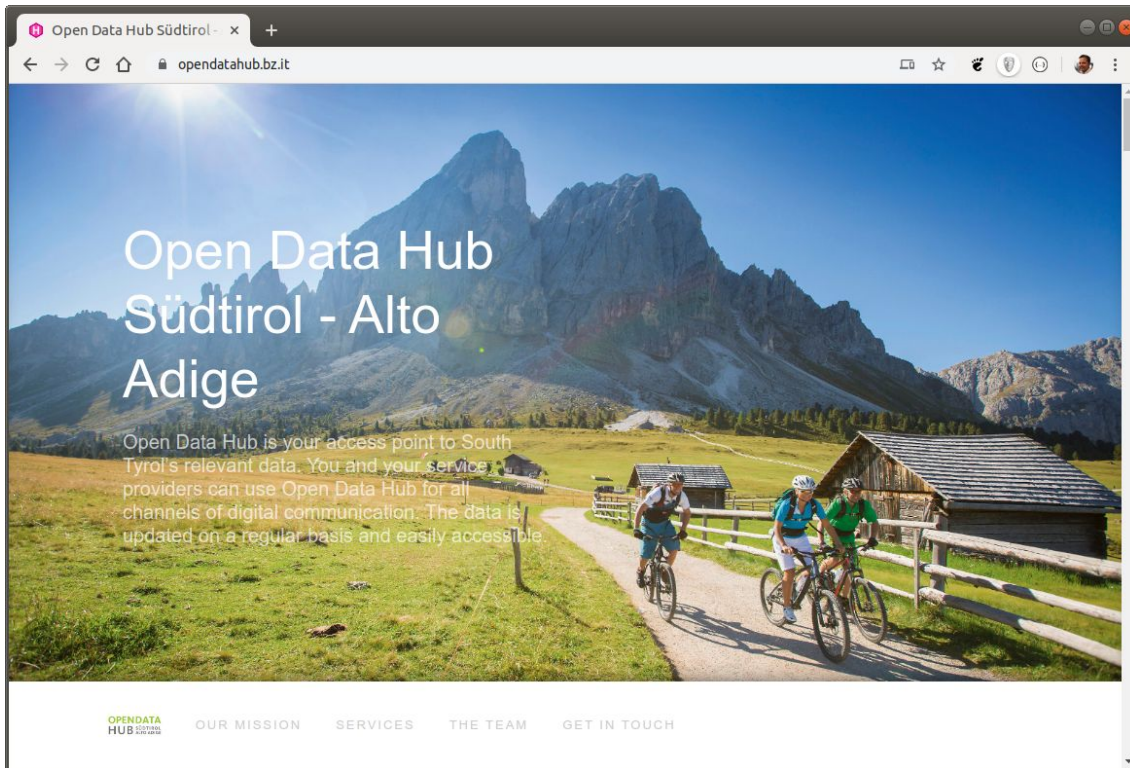 Open Data Hub Südtirol -
opendatahub.bz.it
Open Data Hub
Südtirol - Alto
Adige
Open Data Hub is your access point to South
Tyrol's relevant data. You and your service
providers can use Open Data Hub for all
channels of digital communication. The data is
updated on a regular basis and easily accessible.
OPENDATA
HUB SÜDTIROL
ALTO ADIGE
OUR MISSION SERVICES THE TEAM GET IN TOUCH